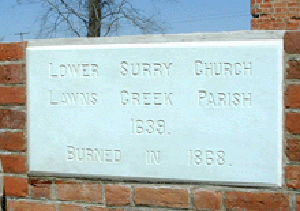 LOWER SURRY CHURCH
LAWNS CREEK PARISH
1639.
BURNED IN 1868.